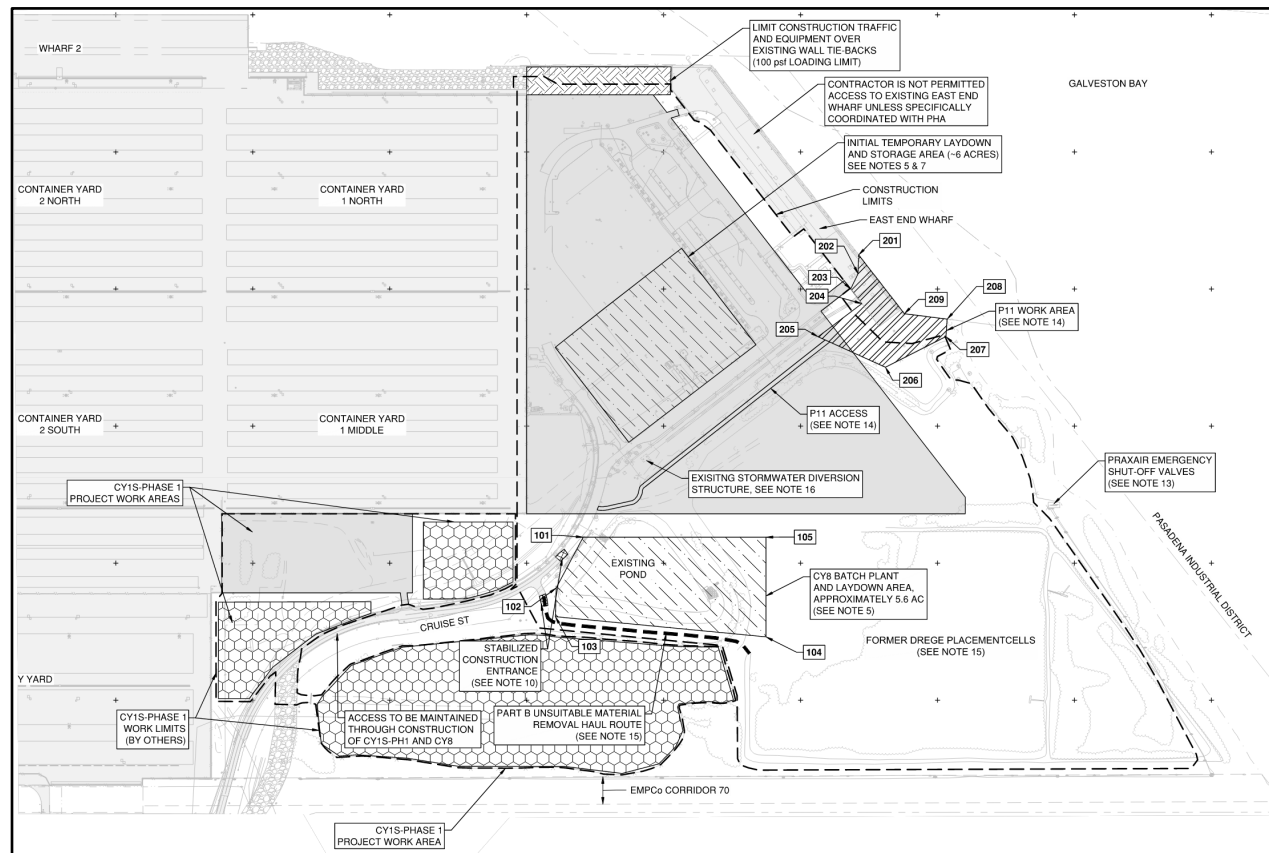 WHARF 2
LIMIT CONSTRUCTION TRAFFIC
AND EQUIPMENT OVER
EXISTING WALL TIE-BACKS
(100 psf LOADING LIMIT)
CONTRACTOR IS NOT PERMITTED
ACCESS TO EXISTING EAST END
WHARF UNLESS SPECIFICALLY
COORDINATED WITH PHA
GALVESTON BAY
INITIAL TEMPORARY LAYDOWN
AND STORAGE AREA (~6 ACRES)
SEE NOTES 5 & 7
CONTAINER YARD
2 NORTH
CONTAINER YARD
1 NORTH
CONSTRUCTION
LIMITS
EAST END WHARF
201
202
203
204
205
206
207
208
209
P11 WORK AREA
(SEE NOTE 14)
CONTAINER YARD
2 SOUTH
CONTAINER YARD
1 MIDDLE
P11 ACCESS
(SEE NOTE 14)
EXISITNG STORMWATER DIVERSION
STRUCTURE, SEE NOTE 16
PRAXAIR EMERGENCY
SHUT-OFF VALVES
(SEE NOTE 13)
PASADENA INDUSTRIAL DISTRICT
CY1S-PHASE 1
PROJECT WORK AREAS
101
105
EXISTING
POND
102
CY8 BATCH PLANT
AND LAYDOWN AREA,
APPROXIMATELY 5.6 AC
(SEE NOTE 5)
CRUISE ST
103
104
FORMER DREGE PLACEMENTCELLS
(SEE NOTE 15)
STABILIZED
CONSTRUCTION
ENTRANCE
(SEE NOTE 10)
Y YARD
CY1S-PHASE 1
WORK LIMITS
(BY OTHERS)
ACCESS TO BE MAINTAINED
THROUGH CONSTRUCTION
OF CY1S-PH1 AND CY8
PART B UNSUITABLE MATERIAL
REMOVAL HAUL ROUTE
(SEE NOTE 15)
EMPCo CORRIDOR 70
CY1S-PHASE 1
PROJECT WORK AREA